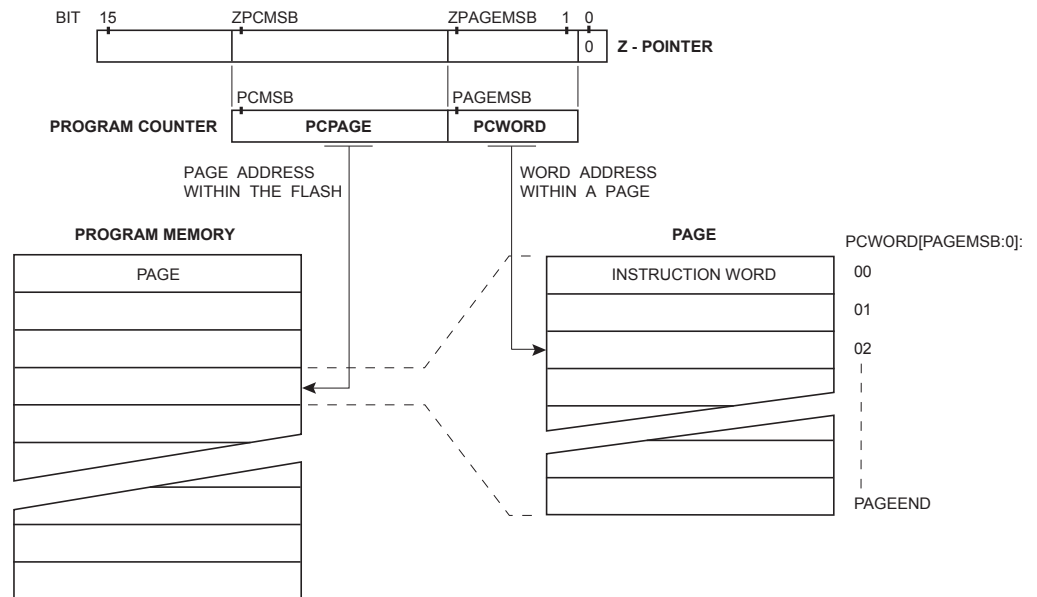 BIT 15 ZPCMSB ZPAGEMSB 1 0
0 Z - POINTER
PCMSB PAGEMSB
PROGRAM COUNTER PCPAGE PCWORD
PAGE ADDRESS
WITHIN THE FLASH
WORD ADDRESS
WITHIN A PAGE
PROGRAM MEMORY
PAGE
PAGE
PCWORD[PAGEMSB:0]:
INSTRUCTION WORD
00
01
02
PAGEEND